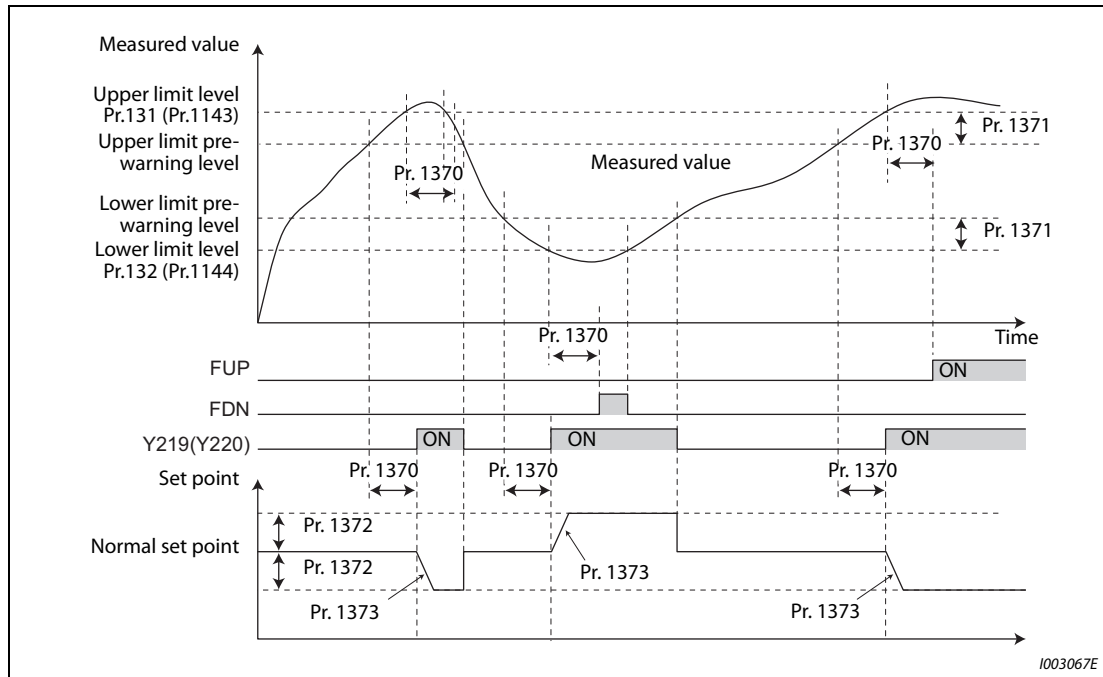 Measured value
Upper limit level
Pr.131 (Pr.1143)
Upper limit pre-
warning level
Lower limit pre-
warning level
Lower limit level
Pr.132 (Pr.1144)
Pr. 1370
Measured value
Pr. 1370
Pr. 1371
Pr. 1371
Pr. 1370
Time
FUP
ON
FDN
Y219(Y220)
ON
ON
ON
Pr. 1370
Pr. 1370
Pr. 1370
Set point
Pr. 1372
Normal set point
Pr. 1372
Pr. 1373
Pr. 1373
Pr. 1373
I003067E